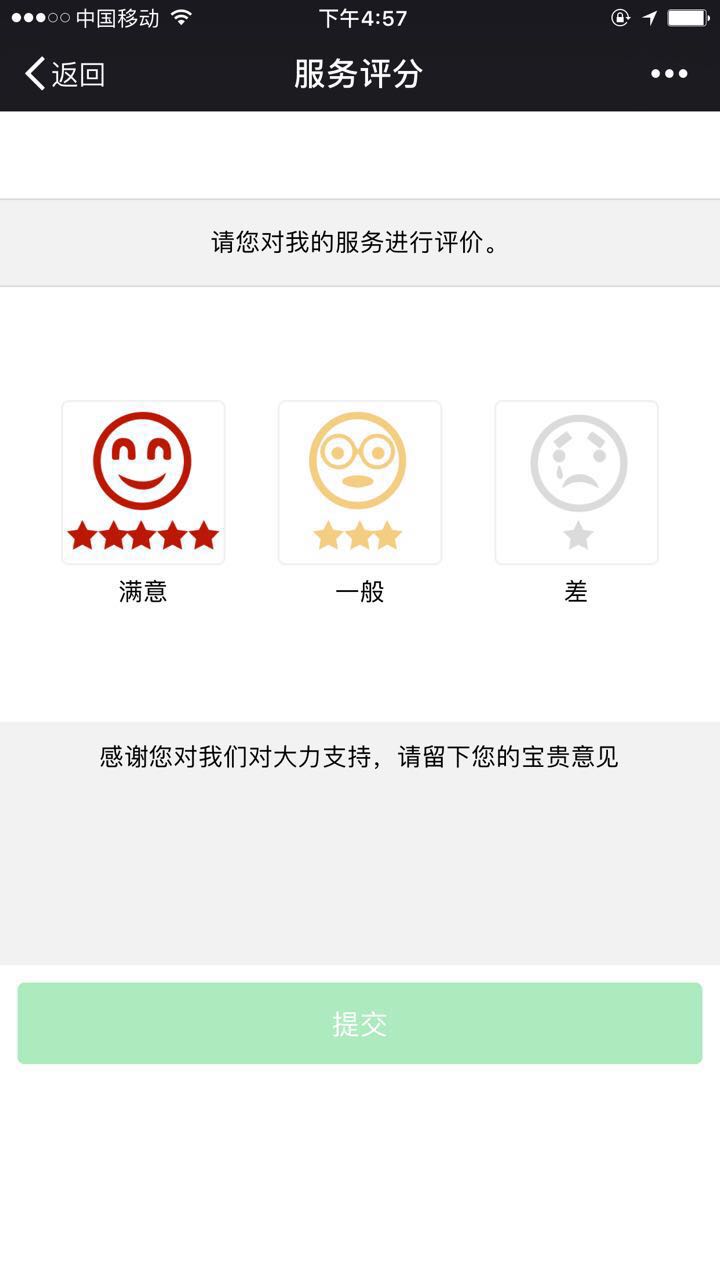 中国移动 下午4:57
返回 服务评分
请您对我的服务进行评价。
满意 一般 差
感谢您对我们对大力支持，请留下您的宝贵意见
提交